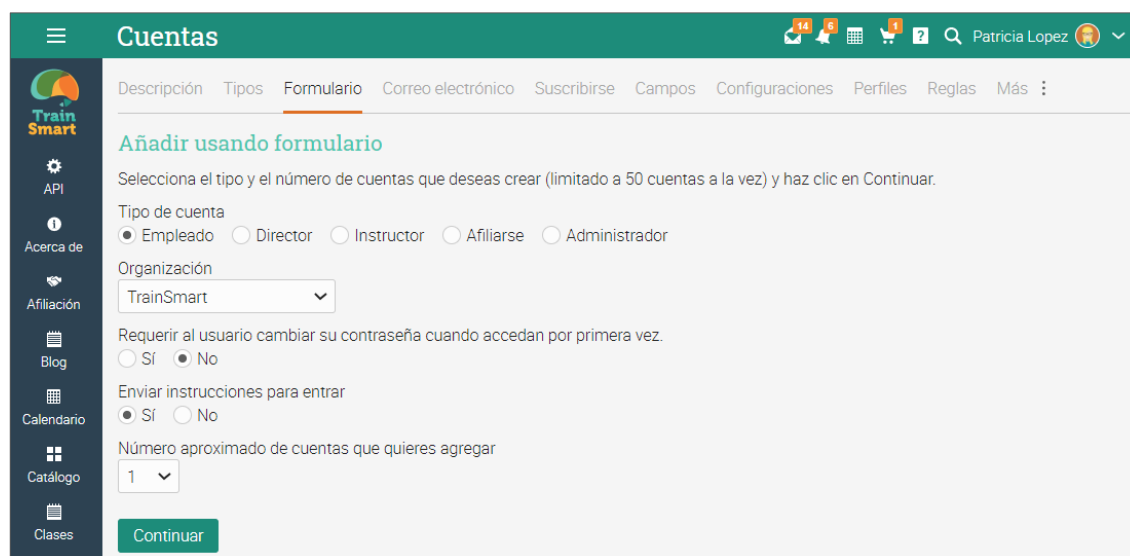 Cuentas
14
6
1
?
Patricia Lopez
Train
Smart
API
Acerca de
Afiliación
Blog
Calendario
Catálogo
Clases
Descripción Tipos Formulario Correo electrónico Suscribirse Campos Configuraciones Perfiles Reglas Más
Añadir usando formulario
Selecciona el tipo y el número de cuentas que deseas crear (limitado a 50 cuentas a la vez) y haz clic en Continuar.
Tipo de cuenta
Empleado Director Instructor Afiliarse Administrador
Organización
TrainSmart
Requerir al usuario cambiar su contraseña cuando accedan por primera vez.
Sí No
Enviar instrucciones para entrar
Sí No
Número aproximado de cuentas que quieres agregar
1
Continuar